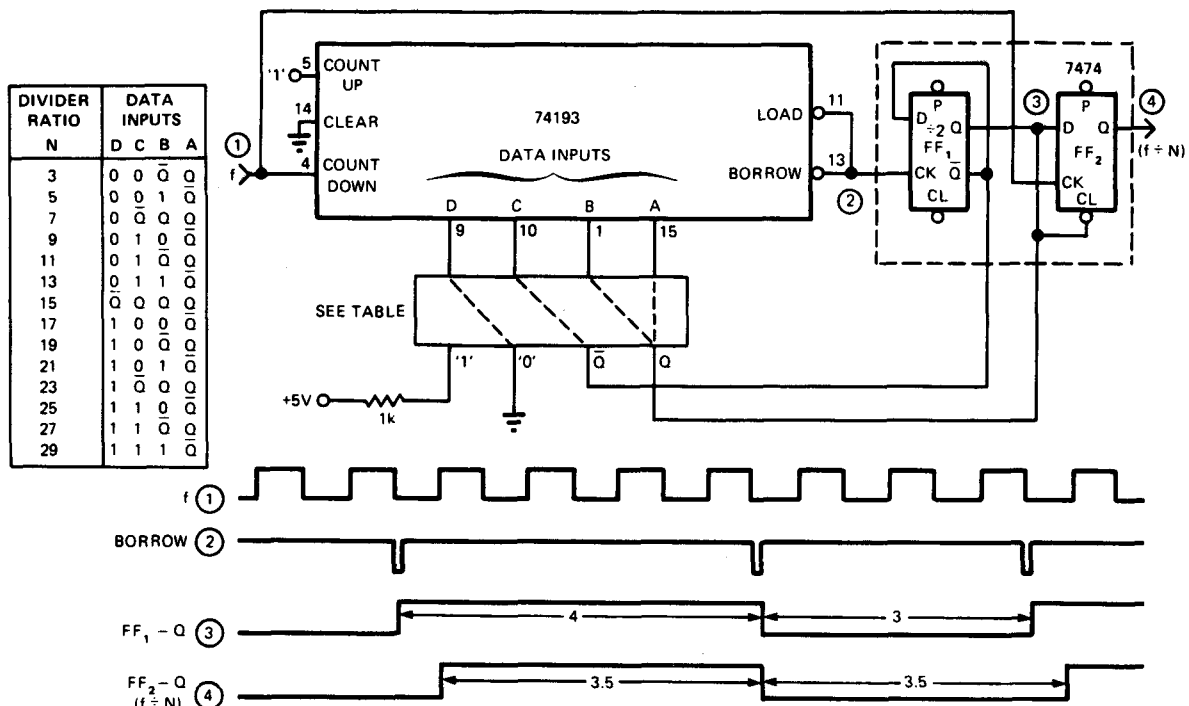 DIVIDER RATIO N
DATA INPUTS
D C B A
3 0 0 Q̄ Q
5 0 0 1 Q̄
7 0 Q̄ Q Q
9 0 1 0 Q̄
11 0 1 Q̄ Q
13 0 1 1 Q̄
15 Q̄ Q Q Q
17 1 0 0 Q̄
19 1 0 Q̄ Q
21 1 0 1 Q̄
23 1 Q̄ Q Q
25 1 1 0 Q̄
27 1 1 Q̄ Q
29 1 1 1 Q̄
'1' 5 COUNT UP
14 CLEAR
① f 4 COUNT DOWN
74193
DATA INPUTS
LOAD 11
BORROW 13
②
D C B A
9 10 1 15
SEE TABLE
'1' '0' Q̄ Q
+5V
1k
7474
P
D ÷2 Q
FF₁
CK Q̄
CL
③
P
D Q
FF₂
CK
CL
④
(f ÷ N)
f ①
BORROW ②
FF₁ – Q ③
4 3
FF₂ – Q (f ÷ N) ④
3.5 3.5